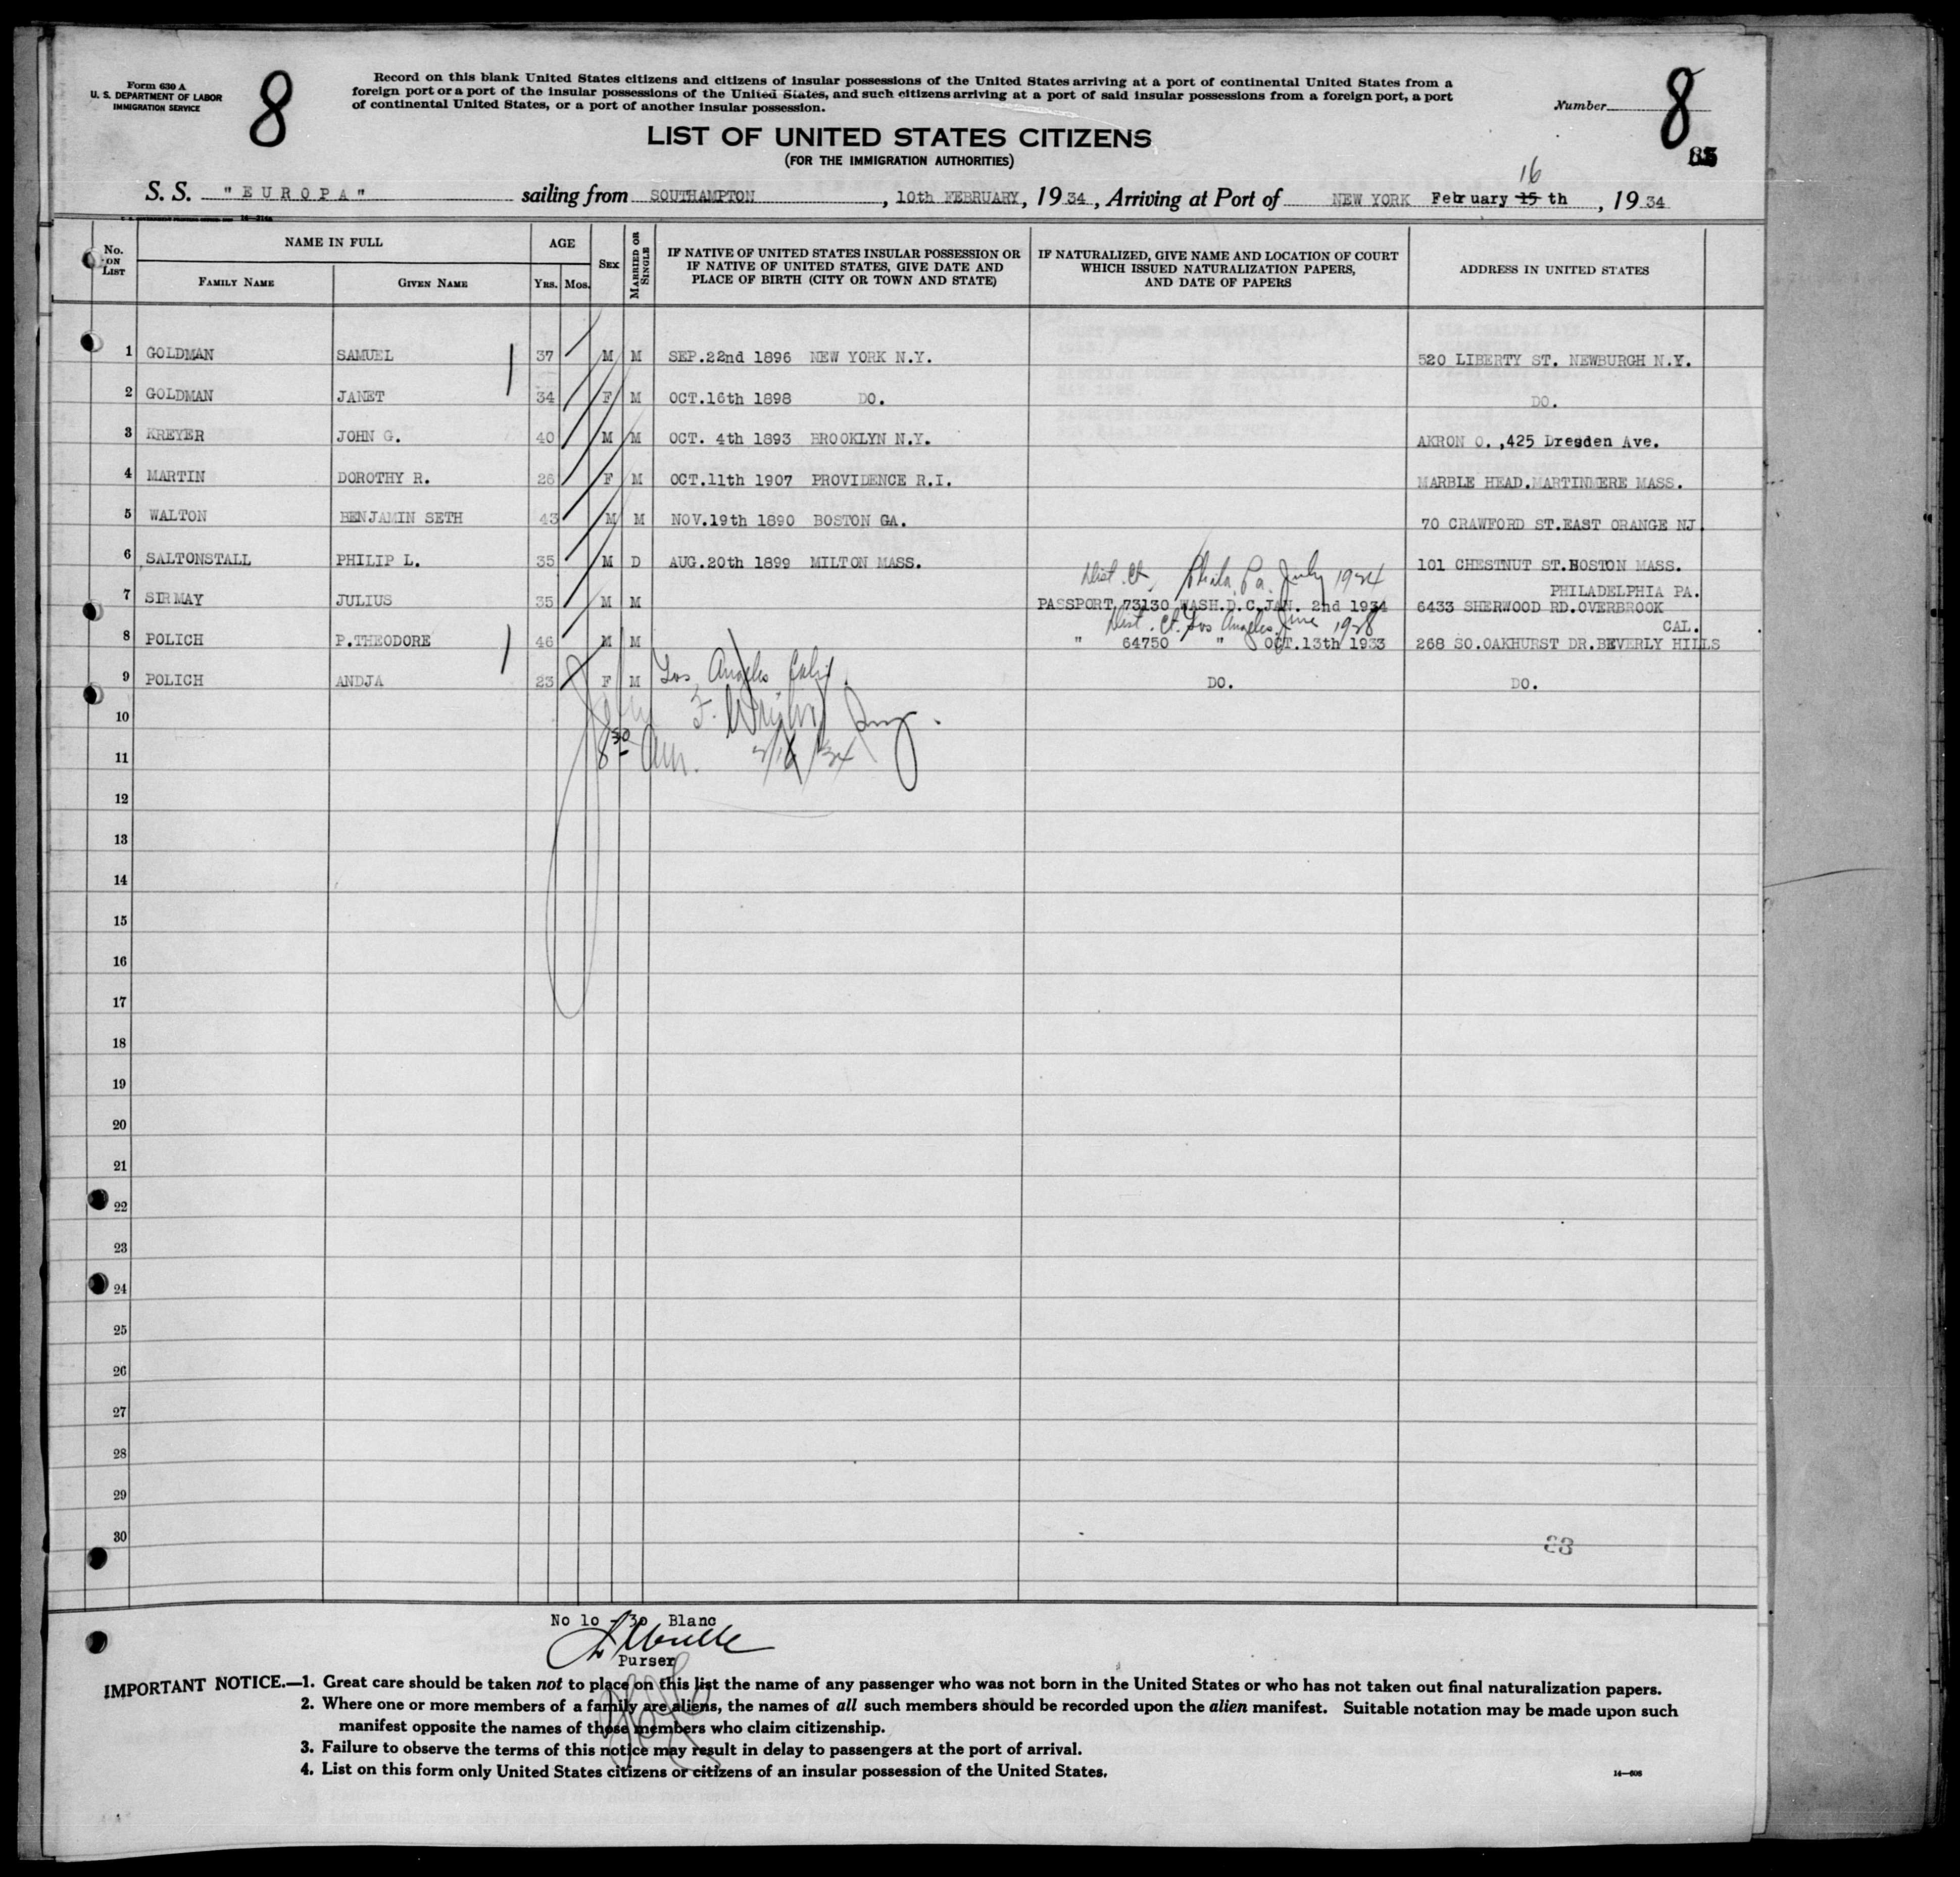 Form 630 A
U. S. DEPARTMENT OF LABOR
IMMIGRATION SERVICE
8
Record on this blank United States citizens and citizens of insular possessions of the United States arriving at a port of continental United States from a
foreign port or a port of the insular possessions of the United States, and such citizens arriving at a port of said insular possessions from a foreign port, a port
of continental United States, or a port of another insular possession.
Number 8
LIST OF UNITED STATES CITIZENS
(FOR THE IMMIGRATION AUTHORITIES)
16
S. S. "EUROPA" sailing from SOUTHAMPTON, 10th FEBRUARY, 1934, Arriving at Port of NEW YORK February 15 th, 1934
No. ON LIST
NAME IN FULL
FAMILY NAME GIVEN NAME
AGE
YRS. MOS.
SEX
MARRIED OR SINGLE
IF NATIVE OF UNITED STATES INSULAR POSSESSION OR
IF NATIVE OF UNITED STATES, GIVE DATE AND
PLACE OF BIRTH (CITY OR TOWN AND STATE)
IF NATURALIZED, GIVE NAME AND LOCATION OF COURT
WHICH ISSUED NATURALIZATION PAPERS,
AND DATE OF PAPERS
ADDRESS IN UNITED STATES
1 GOLDMAN SAMUEL 37 M M SEP.22nd 1896 NEW YORK N.Y. 520 LIBERTY ST. NEWBURGH N.Y.
2 GOLDMAN JANET 34 F M OCT.16th 1898 DO. DO.
3 KREYER JOHN G. 40 M M OCT. 4th 1893 BROOKLYN N.Y. AKRON O.,425 Dresden Ave.
4 MARTIN DOROTHY R. 26 F M OCT.11th 1907 PROVIDENCE R.I. MARBLE HEAD.MARTINMERE MASS.
5 WALTON BENJAMIN SETH 43 M M NOV.19th 1890 BOSTON GA. 70 CRAWFORD ST.EAST ORANGE NJ.
6 SALTONSTALL PHILIP L. 35 M D AUG.20th 1899 MILTON MASS. 101 CHESTNUT ST.BOSTON MASS.
Dist. Ct, Phila, Pa. July 1924 PHILADELPHIA PA.
7 SIRMAY JULIUS 35 M M PASSPORT 73130 WASH.D.C.JAN. 2nd 1934 6433 SHERWOOD RD.OVERBROOK
Dist. Ct. Los Angeles, June 1928 CAL.
8 POLICH P.THEODORE 46 M M " 64750 " OCT.13th 1933 268 SO.OAKHURST DR.BEVERLY HILLS
9 POLICH ANDJA 23 F M Los Angeles Calif. DO. DO.
10
8 30 Am. 2/16/34
11
12
13
14
15
16
17
18
19
20
21
22
23
24
25
26
27
28
29
30
No 10 - 30 Blanc
Purser
IMPORTANT NOTICE.—1. Great care should be taken not to place on this list the name of any passenger who was not born in the United States or who has not taken out final naturalization papers.
2. Where one or more members of a family are aliens, the names of all such members should be recorded upon the alien manifest. Suitable notation may be made upon such
manifest opposite the names of those members who claim citizenship.
3. Failure to observe the terms of this notice may result in delay to passengers at the port of arrival.
4. List on this form only United States citizens or citizens of an insular possession of the United States.